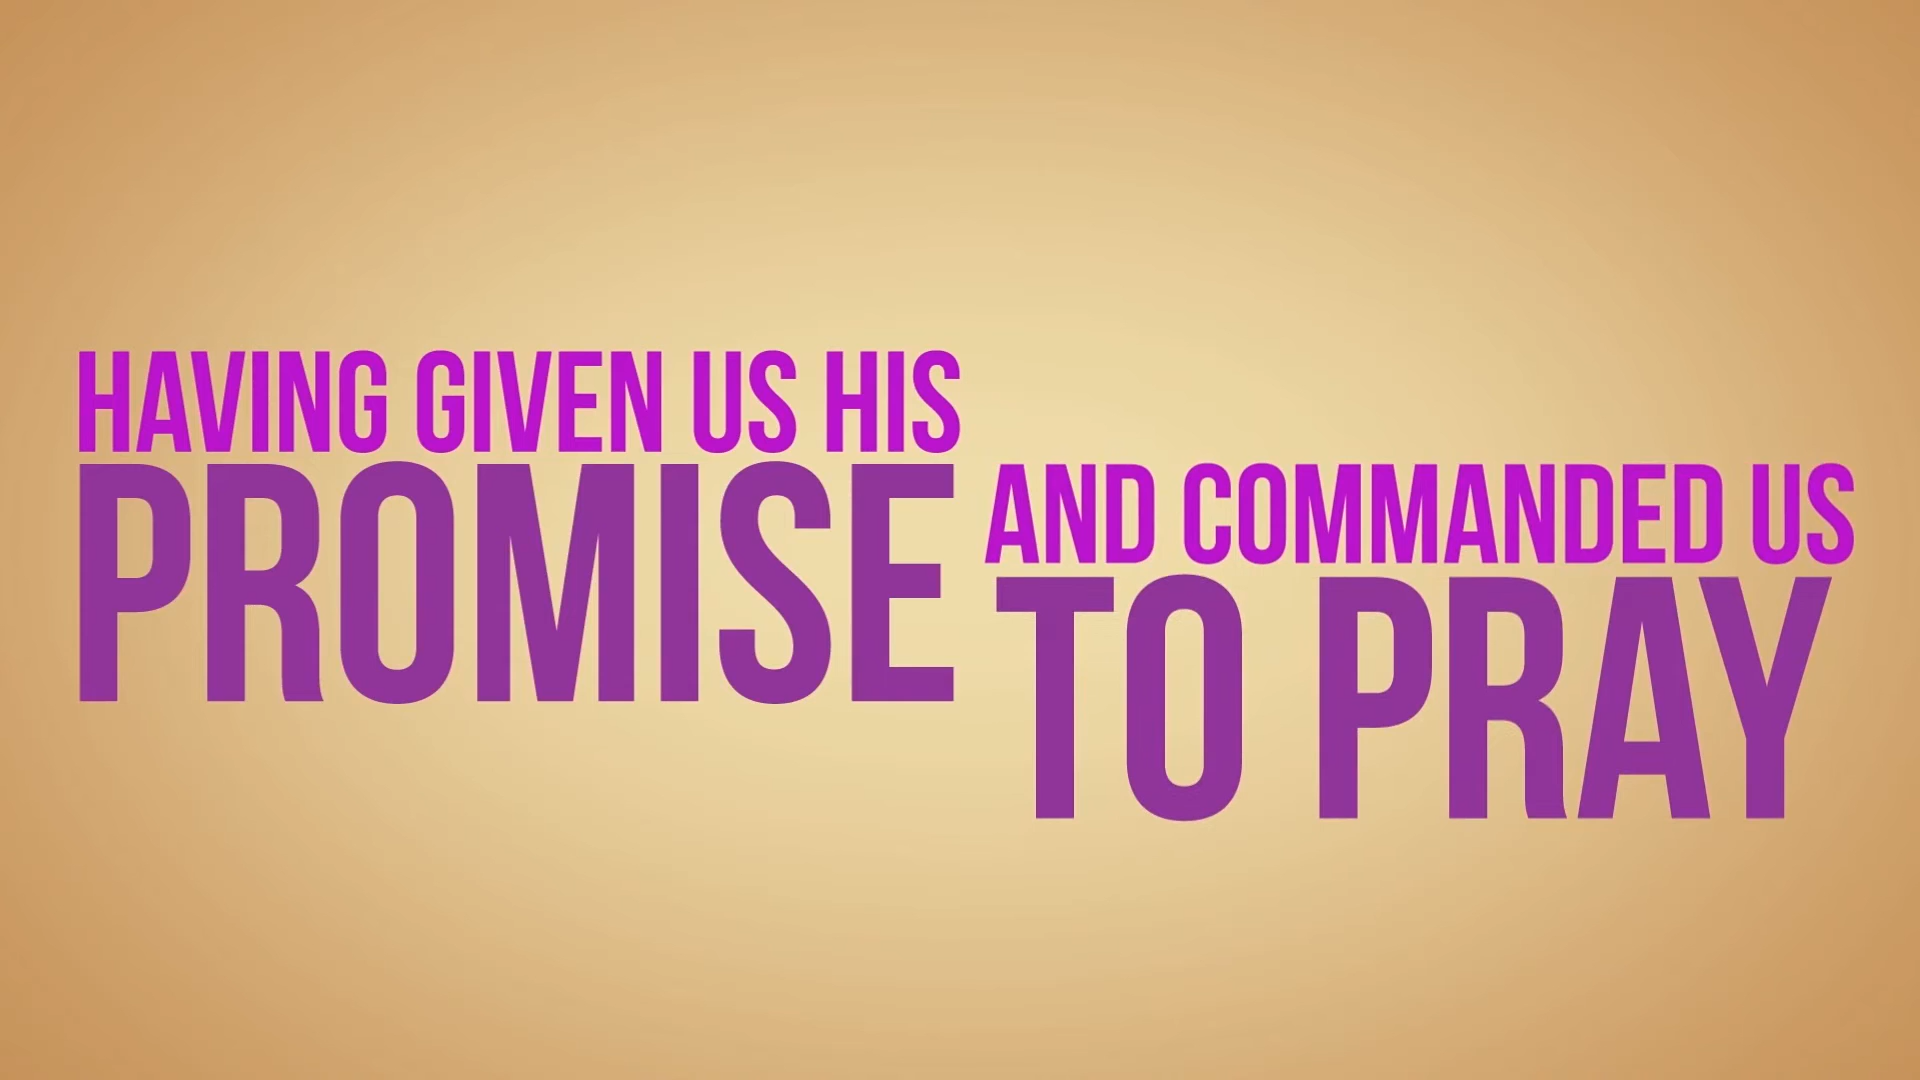 HAVING GIVEN US HIS
PROMISE
AND COMMANDED US
TO PRAY